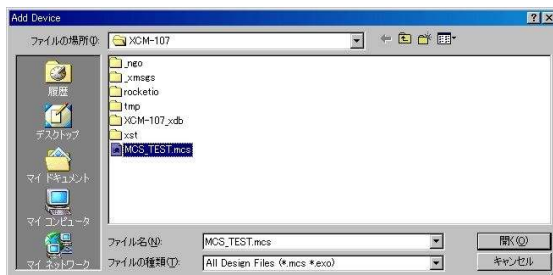 Add Device
ファイルの場所(I):
XCM-107
_ngo
_xmsgs
rocketio
tmp
XCM-107_xdb
xst
MCS_TEST.mcs
履歴
デスクトップ
マイ ドキュメント
マイ コンピュータ
マイ ネットワーク
ファイル名(N):
MCS_TEST.mcs
開く(O)
ファイルの種類(T):
All Design Files (*.mcs *.exo)
キャンセル